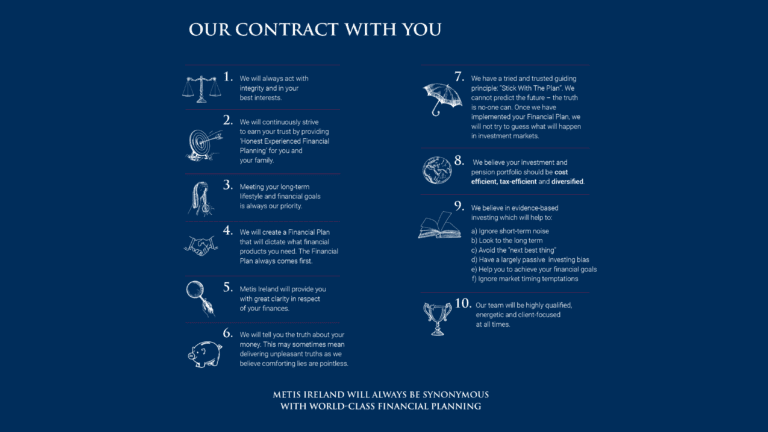 OUR CONTRACT WITH YOU
1. We will always act with
integrity and in your
best interests.
2. We will continuously strive
to earn your trust by providing
'Honest Experienced Financial
Planning' for you and
your family.
3. Meeting your long-term
lifestyle and financial goals
is always our priority.
4. We will create a Financial Plan
that will dictate what financial
products you need. The Financial
Plan always comes first.
5. Metis Ireland will provide you
with great clarity in respect
of your finances.
6. We will tell you the truth about your
money. This may sometimes mean
delivering unpleasant truths as we
believe comforting lies are pointless.
7. We have a tried and trusted guiding
principle: "Stick With The Plan". We
cannot predict the future – the truth
is no-one can. Once we have
implemented your Financial Plan, we
will not try to guess what will happen
in investment markets.
8. We believe your investment and
pension portfolio should be cost
efficient, tax-efficient and diversified.
9. We believe in evidence-based
investing which will help to:
a) Ignore short-term noise
b) Look to the long term
c) Avoid the "next best thing"
d) Have a largely passive investing bias
e) Help you to achieve your financial goals
f) Ignore market timing temptations
10. Our team will be highly qualified,
energetic and client-focused
at all times.
METIS IRELAND WILL ALWAYS BE SYNONYMOUS
WITH WORLD-CLASS FINANCIAL PLANNING